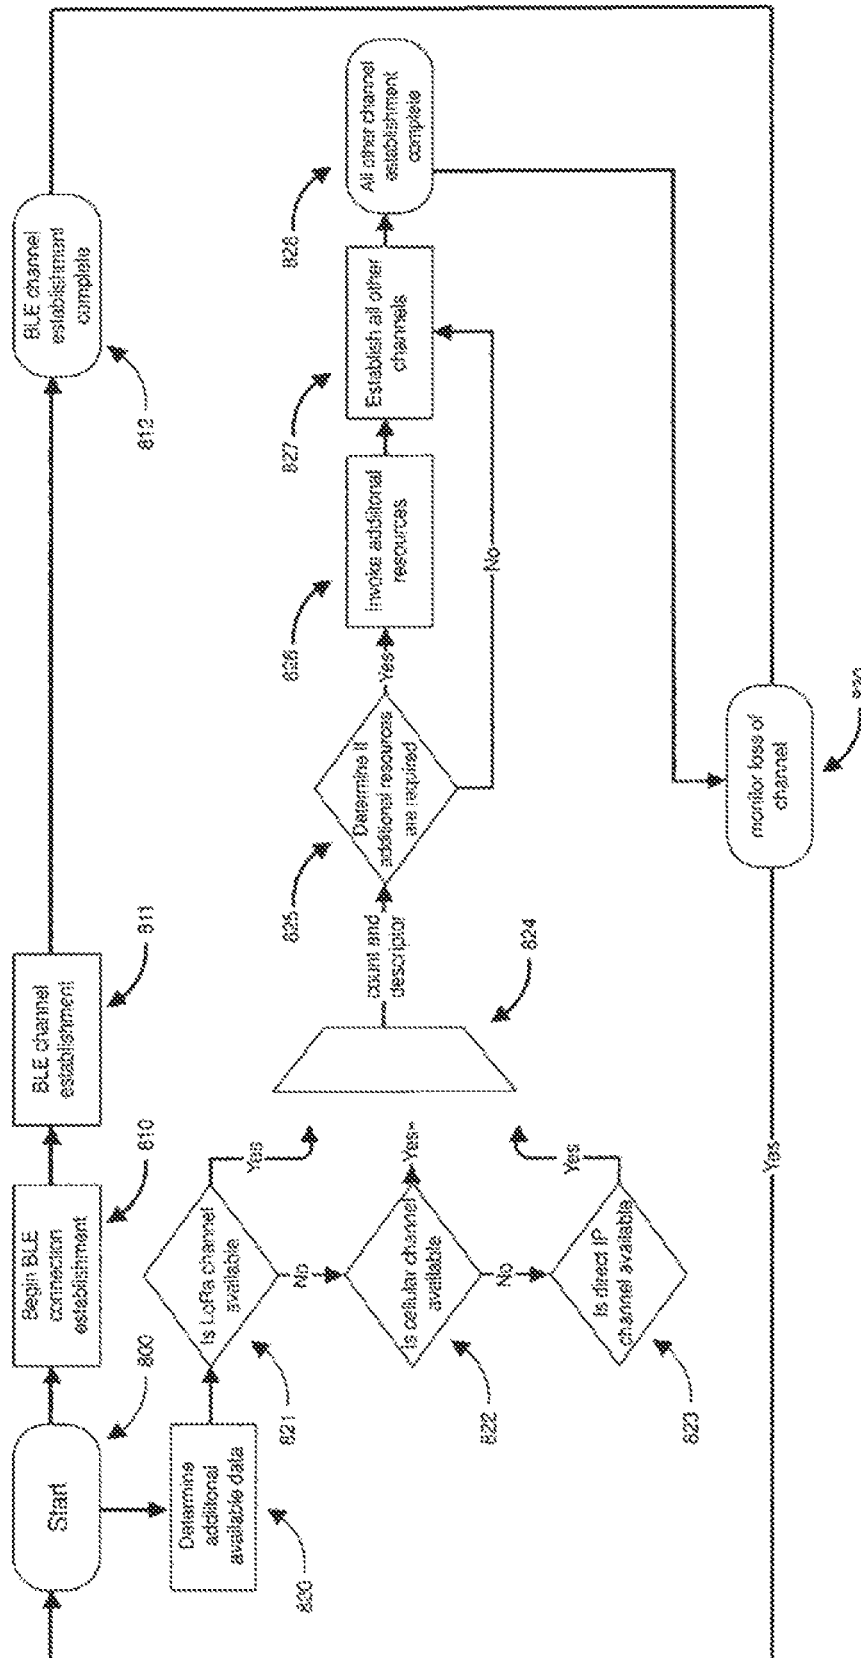 Start
800
Begin BLE
connection
establishment
810
BLE channel
establishment
811
BLE channel
establishment
complete
812
Determine
additional
available data
820
Is LoRa channel
available
821
Yes
No
Is cellular channel
available
822
Yes
No
Is direct IP
channel available
823
Yes
824
count and
descriptor
Determine if
additional resources
are required
825
Yes
No
Invoke additional
resources
826
Establish all other
channels
827
All other channel
establishment
complete
828
monitor loss of
channel
Yes